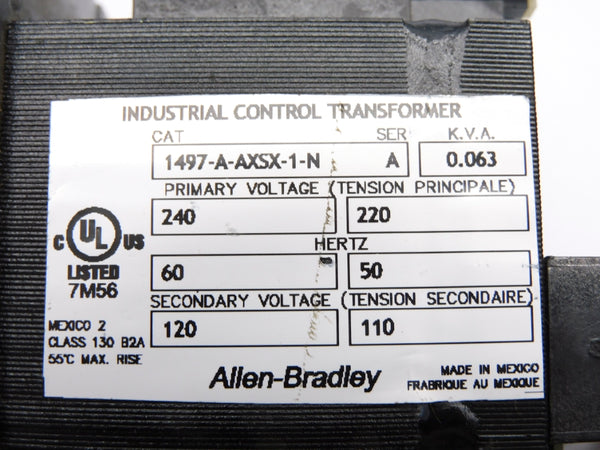 INDUSTRIAL CONTROL TRANSFORMER
CAT SER K.V.A.
1497-A-AXSX-1-N A 0.063
PRIMARY VOLTAGE (TENSION PRINCIPALE)
240 220
HERTZ
60 50
SECONDARY VOLTAGE (TENSION SECONDAIRE)
120 110
C UL US
LISTED
7M56
MEXICO 2
CLASS 130 B2A
55°C MAX. RISE
Allen-Bradley
MADE IN MEXICO
FRABRIQUE AU MEXIQUE